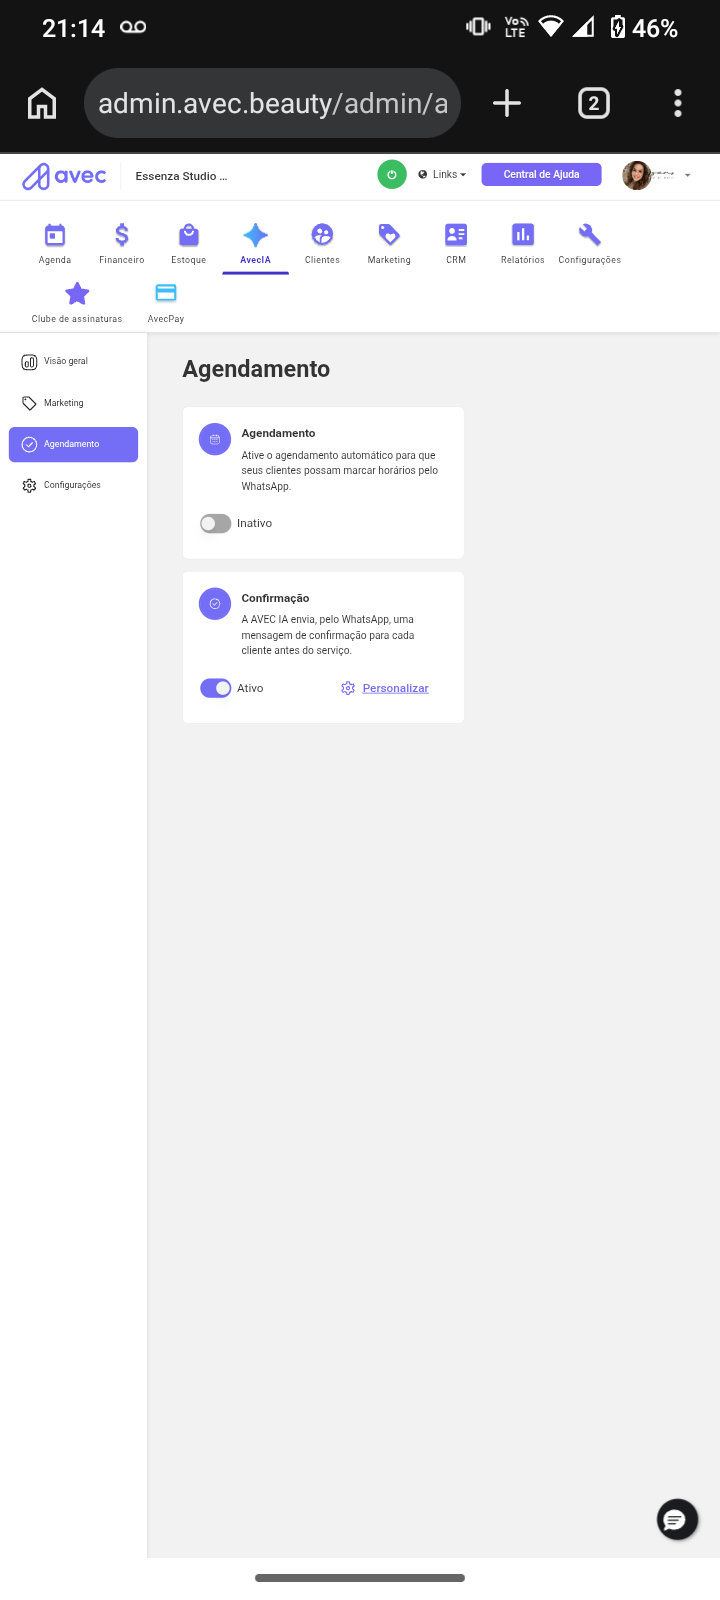 21:14
Vo
LTE
46%
admin.avec.beauty/admin/a
2
avec
Essenza Studio ...
Links
Central de Ajuda
Agenda
Financeiro
Estoque
AvecIA
Clientes
Marketing
CRM
Relatórios
Configurações
Clube de assinaturas
AvecPay
Visão geral
Marketing
Agendamento
Configurações
Agendamento
Agendamento
Ative o agendamento automático para que
seus clientes possam marcar horários pelo
WhatsApp.
Inativo
Confirmação
A AVEC IA envia, pelo WhatsApp, uma
mensagem de confirmação para cada
cliente antes do serviço.
Ativo
Personalizar